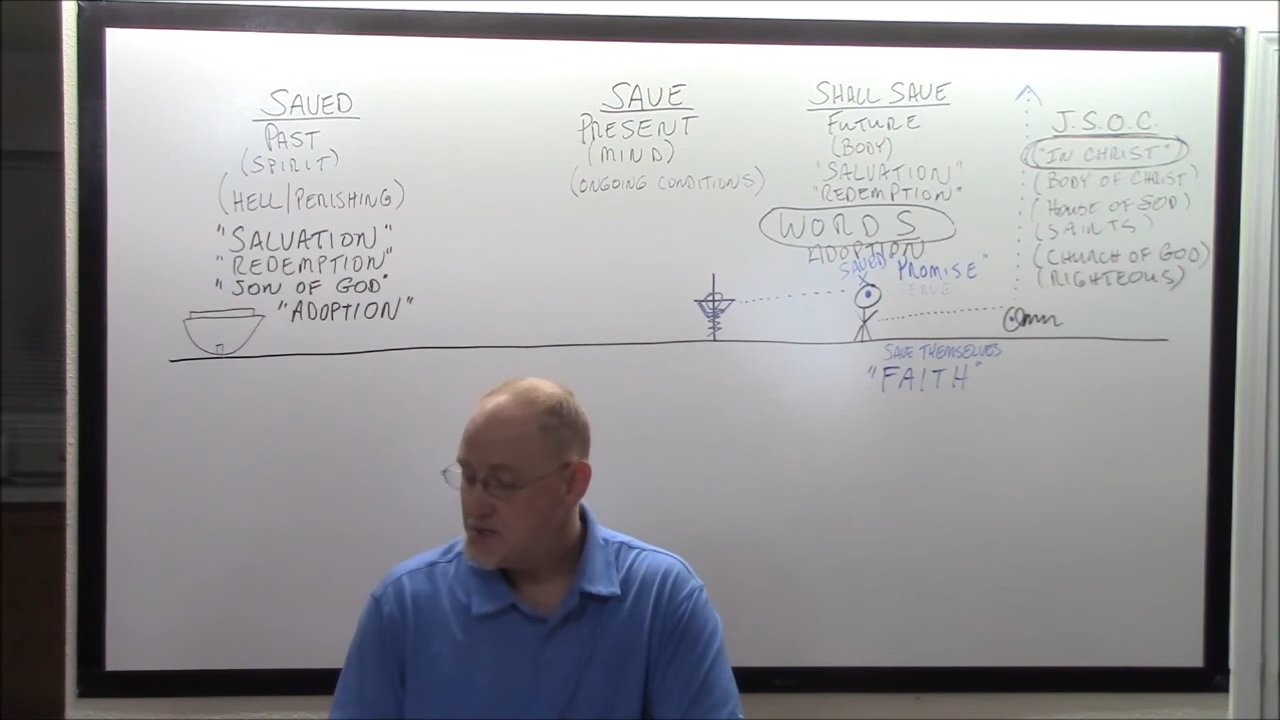 SAVED
PAST
(SPIRIT)
(HELL/PERISHING)
"SALVATION"
"REDEMPTION"
"SON OF GOD"
"ADOPTION"
SAVE
PRESENT
(MIND)
(ONGOING CONDITIONS)
SHALL SAVE
FUTURE
(BODY)
"SALVATION"
"REDEMPTION"
WORDS
ADOPTION
SAVED "PROMISE"
SAVE THEMSELVES
"FAITH"
J.S.O.C.
"IN CHRIST"
(BODY OF CHRIST)
(HOUSE OF GOD)
(SAINTS)
(CHURCH OF GOD)
(RIGHTEOUS)